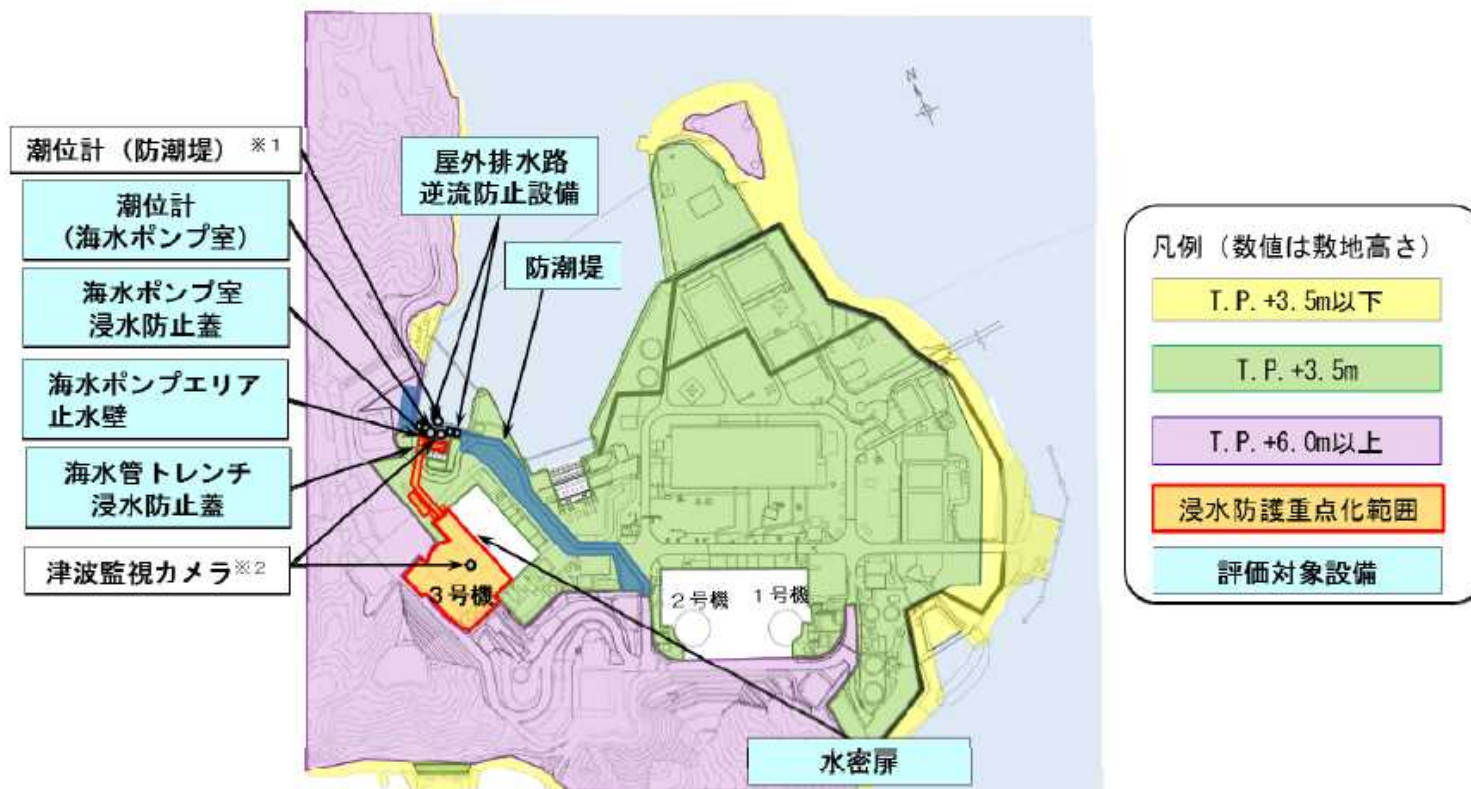 潮位計（防潮堤）※1
潮位計
（海水ポンプ室）
海水ポンプ室
浸水防止蓋
海水ポンプエリア
止水壁
海水管トレンチ
浸水防止蓋
津波監視カメラ※2
屋外排水路
逆流防止設備
防潮堤
N
3号機
2号機
1号機
水密扉
凡例（数値は敷地高さ）
T.P.+3.5m以下
T.P.+3.5m
T.P.+6.0m以上
浸水防護重点化範囲
評価対象設備